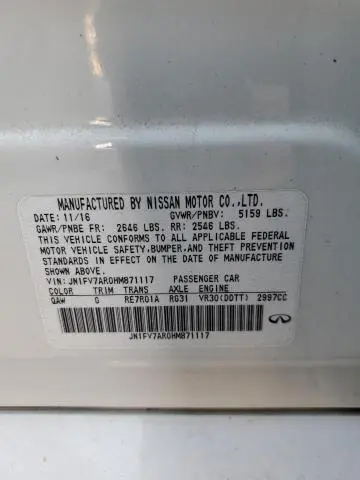 MANUFACTURED BY NISSAN MOTOR CO.,LTD.
DATE: 11/16 GVWR/PNBV: 5159 LBS.
GAWR/PNBE FR: 2646 LBS. RR: 2546 LBS.
THIS VEHICLE CONFORMS TO ALL APPLICABLE FEDERAL
MOTOR VEHICLE SAFETY, BUMPER, AND THEFT PREVENTION
STANDARDS IN EFFECT ON THE DATE OF MANUFACTURE
SHOWN ABOVE.
VIN: JN1FV7AR0HM871117 PASSENGER CAR
COLOR TRIM TRANS AXLE ENGINE
QAW G RE7R01A RG31 VR30(DDTT) 2997CC
JN1FV7AR0HM871117
INFINITI